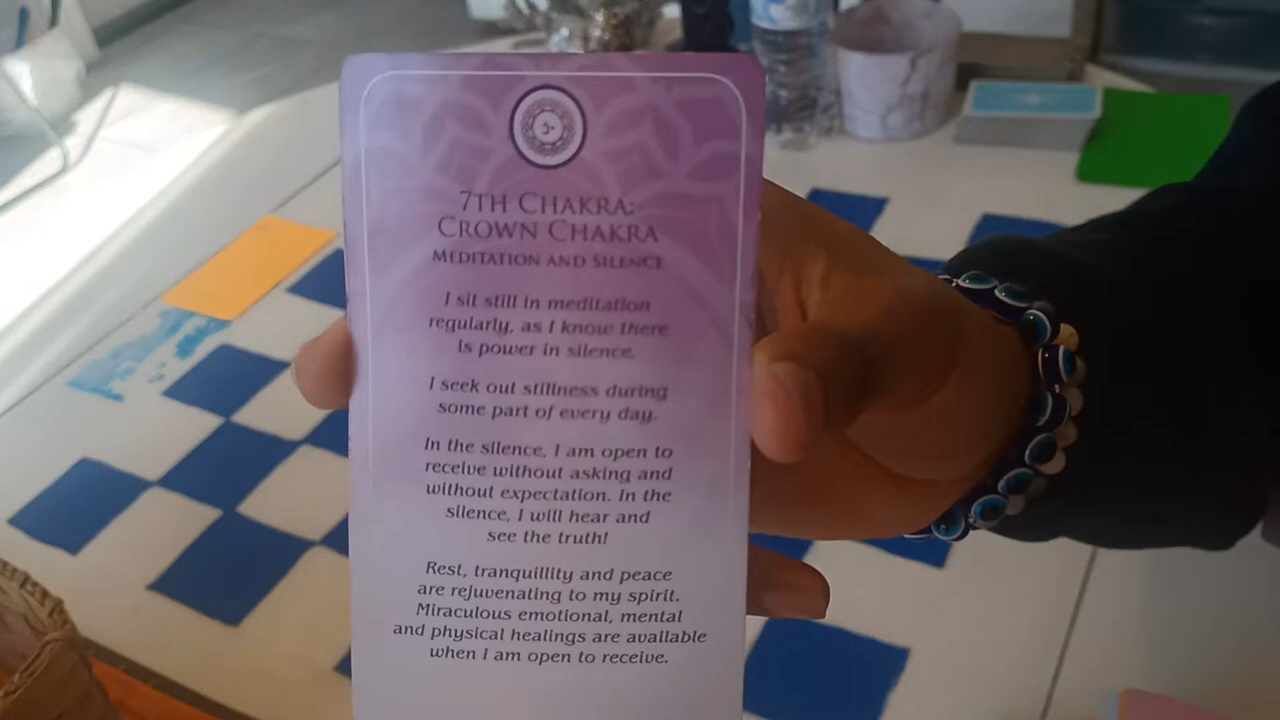 7TH CHAKRA:
CROWN CHAKRA
MEDITATION AND SILENCE
I sit still in meditation
regularly, as I know there
is power in silence.
I seek out stillness during
some part of every day.
In the silence, I am open to
receive without asking and
without expectation. In the
silence, I will hear and
see the truth!
Rest, tranquillity and peace
are rejuvenating to my spirit.
Miraculous emotional, mental
and physical healings are available
when I am open to receive.